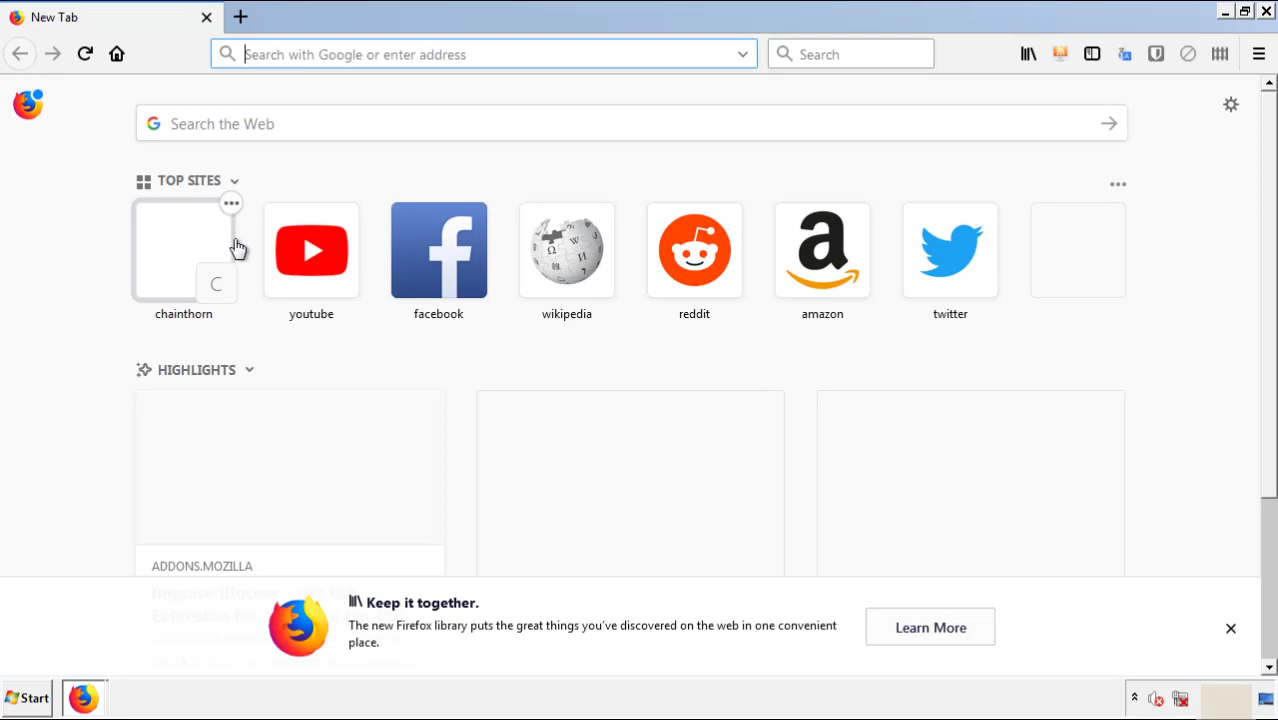 New Tab
Search with Google or enter address
Search
Search the Web
TOP SITES
C
chainthorn
youtube
facebook
wikipedia
reddit
amazon
twitter
HIGHLIGHTS
ADDONS.MOZILLA
Keep it together.
The new Firefox library puts the great things you've discovered on the web in one convenient
place.
Learn More
Start